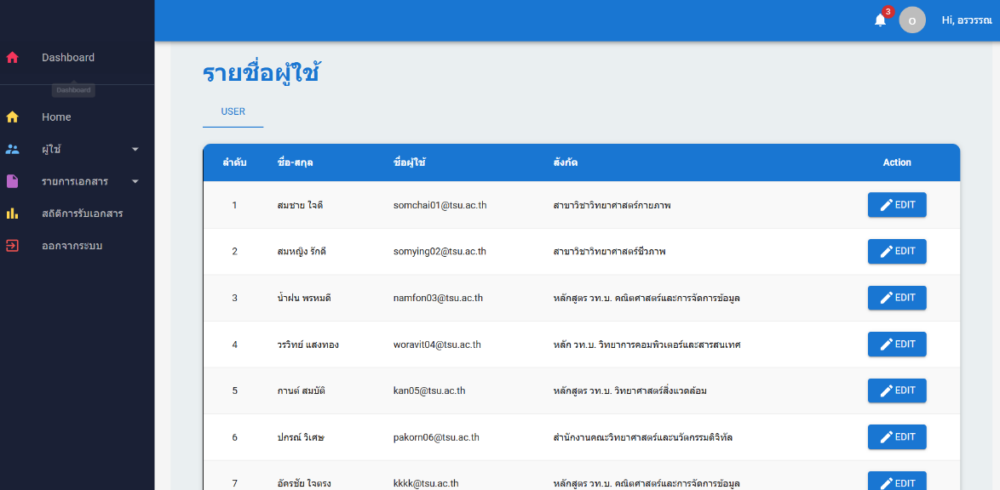 3
O
Hi, อรวรรณ
Dashboard
Dashboard
Home
ผู้ใช้
รายการเอกสาร
สถิติการรับเอกสาร
ออกจากระบบ
รายชื่อผู้ใช้
USER
ลำดับ ชื่อ-สกุล ชื่อผู้ใช้ สังกัด Action
1 สมชาย ใจดี somchai01@tsu.ac.th สาขาวิชาวิทยาศาสตร์กายภาพ EDIT
2 สมหญิง รักดี somying02@tsu.ac.th สาขาวิชาวิทยาศาสตร์ชีวภาพ EDIT
3 น้ำฝน พรหมดี namfon03@tsu.ac.th หลักสูตร วท.บ. คณิตศาสตร์และการจัดการข้อมูล EDIT
4 วรวิทย์ แสงทอง woravit04@tsu.ac.th หลัก วท.บ. วิทยาการคอมพิวเตอร์และสารสนเทศ EDIT
5 กานต์ สมบัติ kan05@tsu.ac.th หลักสูตร วท.บ. วิทยาศาสตร์สิ่งแวดล้อม EDIT
6 ปกรณ์ วิเศษ pakorn06@tsu.ac.th สำนักงานคณะวิทยาศาสตร์และนวัตกรรมดิจิทัล EDIT
7 อัครชัย ใจตรง kkkk@tsu.ac.th หลักสูตร วท.บ. คณิตศาสตร์และการจัดการข้อมูล EDIT